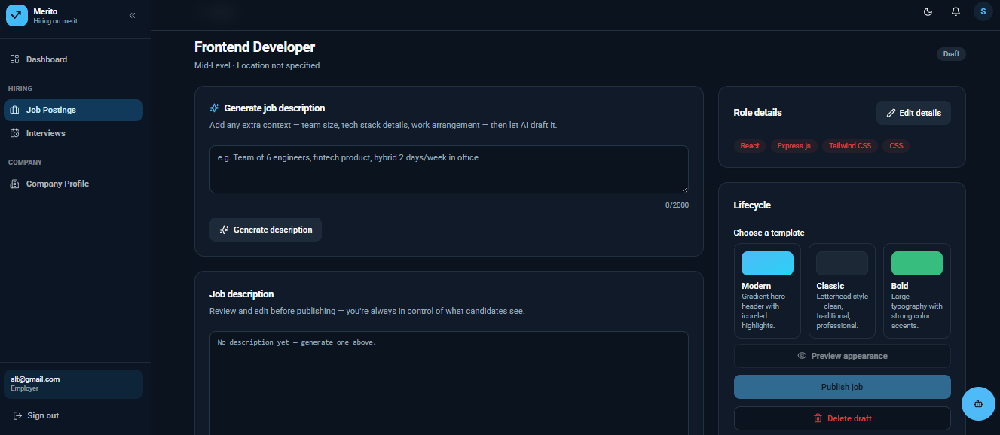 Merito
Hiring on merit.
S
Dashboard
HIRING
Job Postings
Interviews
COMPANY
Company Profile
slt@gmail.com
Employer
Sign out
Frontend Developer
Mid-Level · Location not specified
Draft
Generate job description
Add any extra context — team size, tech stack details, work arrangement — then let AI draft it.
e.g. Team of 6 engineers, fintech product, hybrid 2 days/week in office
0/2000
Generate description
Job description
Review and edit before publishing — you're always in control of what candidates see.
No description yet — generate one above.
Role details
Edit details
React
Express.js
Tailwind CSS
CSS
Lifecycle
Choose a template
Modern
Gradient hero
header with
icon-led
highlights.
Classic
Letterhead style
— clean,
traditional,
professional.
Bold
Large
typography with
strong color
accents.
Preview appearance
Publish job
Delete draft